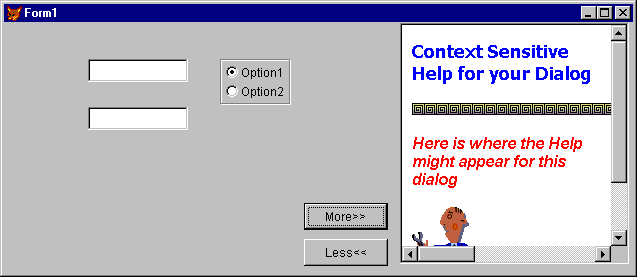 Form1
Option1
Option2
More>>
Less<<
Context Sensitive
Help for your Dialog
Here is where the Help
might appear for this
dialog